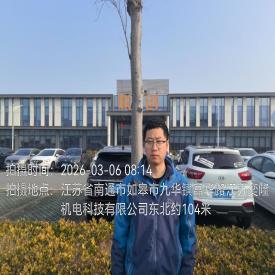 拍摄时间：2026-03-06 08:14
拍摄地点：江苏省南通市如皋市九华镇
机电科技有限公司东北约104米